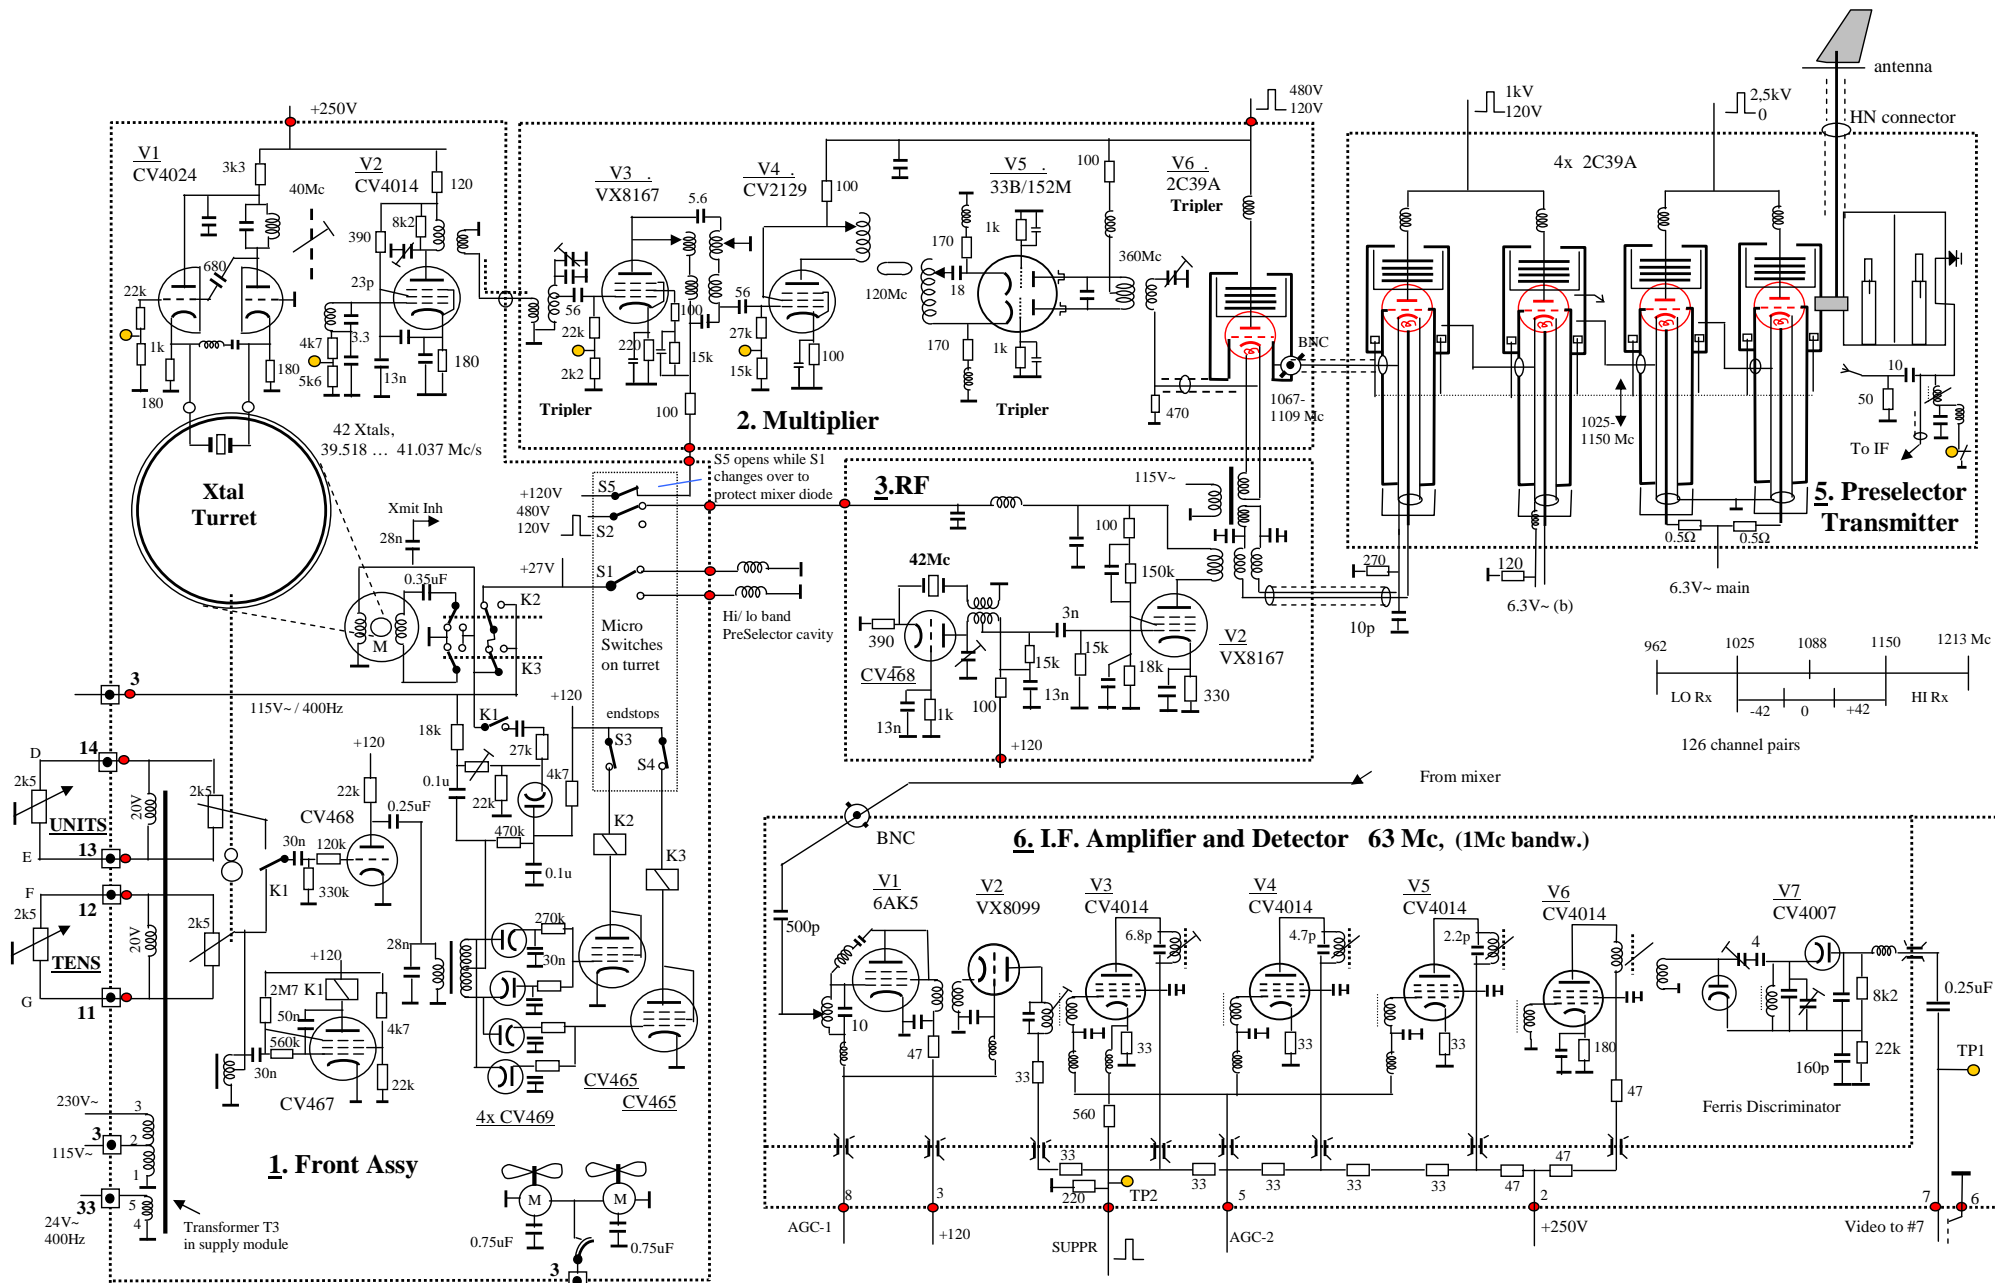 +250V
V1
CV4024
3k3
40Mc
V2
CV4014
120
8k2
390
680
23p
22k
1k
3.3
4k7
5k6
13n
180
180
180
42 Xtals,
39.518 … 41.037 Mc/s
Xtal
Turret
Xmit Inh
28n
0.35uF
M
K2
K3
3
115V~ / 400Hz
V3 .
VX8167
5.6
V4 .
CV2129
100
V5 .
33B/152M
100
V6 .
2C39A
Tripler
480V
120V
170
1k
18
360Mc
120Mc
56
22k
220
100
15k
2k2
56
27k
15k
100
170
1k
470
Tripler
100
2. Multiplier
Tripler
BNC
1067-
1109 Mc
1kV
120V
2,5kV
0
antenna
HN connector
4x 2C39A
1025-
1150 Mc
10
50
To IF
5. Preselector
Transmitter
0.5Ω
0.5Ω
270
120
10p
6.3V~ (b)
6.3V~ main
962
1025
1088
1150
1213 Mc
LO Rx
-42
0
+42
HI Rx
126 channel pairs
S5 opens while S1
changes over to
protect mixer diode
+120V
480V
120V
S5
S2
+27V
S1
Hi/ lo band
PreSelector cavity
Micro
Switches
on turret
endstops
S3
S4
+120
3.RF
115V~
100
150k
42Mc
390
CV468
3n
15k
15k
18k
13n
13n
1k
100
330
V2
VX8167
+120
From mixer
BNC
D
14
2k5
UNITS
20V
2k5
E
13
F
12
2k5
TENS
20V
2k5
G
11
+120
22k
CV468
0.25uF
30n
120k
K1
330k
18k
K1
27k
0.1u
22k
4k7
470k
0.1u
K2
K3
28n
270k
30n
+120
2M7
K1
50n
560k
4k7
30n
22k
CV467
CV465
CV465
4x CV469
230V~
3
3
2
115V~
1
33
5
4
24V~
400Hz
Transformer T3
in supply module
1. Front Assy
M
M
0.75uF
0.75uF
3
6. I.F. Amplifier and Detector 63 Mc, (1Mc bandw.)
500p
V1
6AK5
V2
VX8099
V3
CV4014
V4
CV4014
V5
CV4014
V6
CV4014
V7
CV4007
6.8p
4.7p
2.2p
4
10
47
33
33
33
33
180
560
47
8k2
22k
160p
0.25uF
TP1
Ferris Discriminator
33
33
33
33
33
47
47
220
TP2
8
3
5
2
7
6
AGC-1
+120
SUPPR
AGC-2
+250V
Video to #7